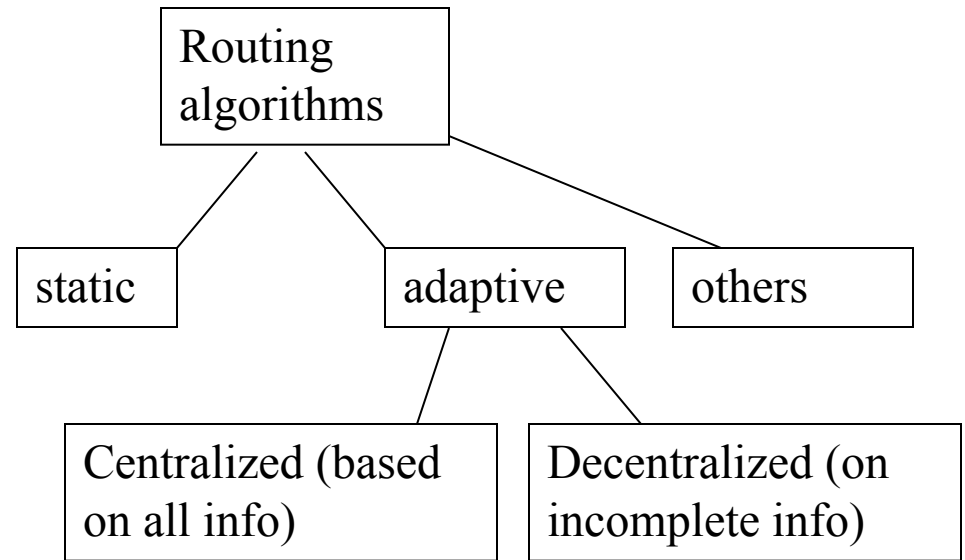 Routing
algorithms
static
adaptive
others
Centralized (based
on all info)
Decentralized (on
incomplete info)